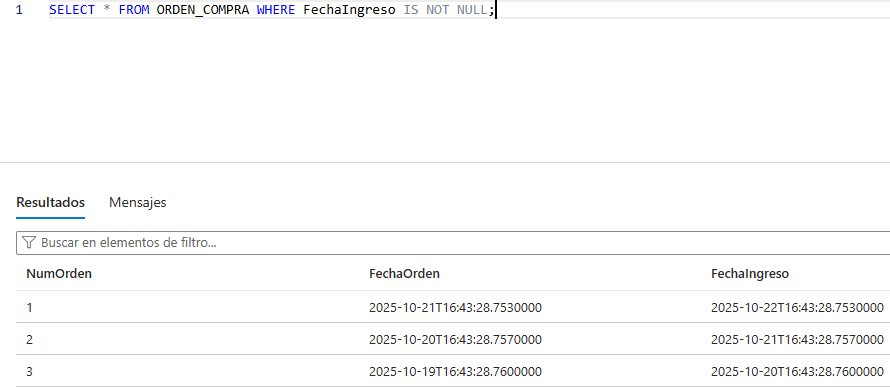 1 SELECT * FROM ORDEN_COMPRA WHERE FechaIngreso IS NOT NULL;
Resultados Mensajes
Buscar en elementos de filtro...
NumOrden FechaOrden FechaIngreso
1 2025-10-21T16:43:28.7530000 2025-10-22T16:43:28.7530000
2 2025-10-20T16:43:28.7570000 2025-10-21T16:43:28.7570000
3 2025-10-19T16:43:28.7600000 2025-10-20T16:43:28.7600000